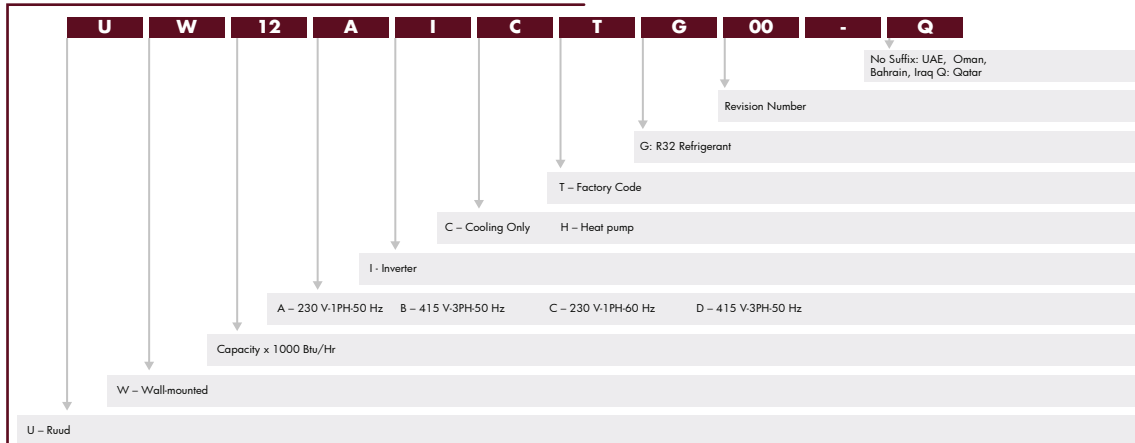 U W 12 A I C T G 00 - Q
No Suffix: UAE, Oman,
Bahrain, Iraq Q: Qatar
Revision Number
G: R32 Refrigerant
T – Factory Code
C – Cooling Only H – Heat pump
I - Inverter
A – 230 V-1PH-50 Hz B – 415 V-3PH-50 Hz C – 230 V-1PH-60 Hz D – 415 V-3PH-50 Hz
Capacity x 1000 Btu/Hr
W – Wall-mounted
U – Ruud